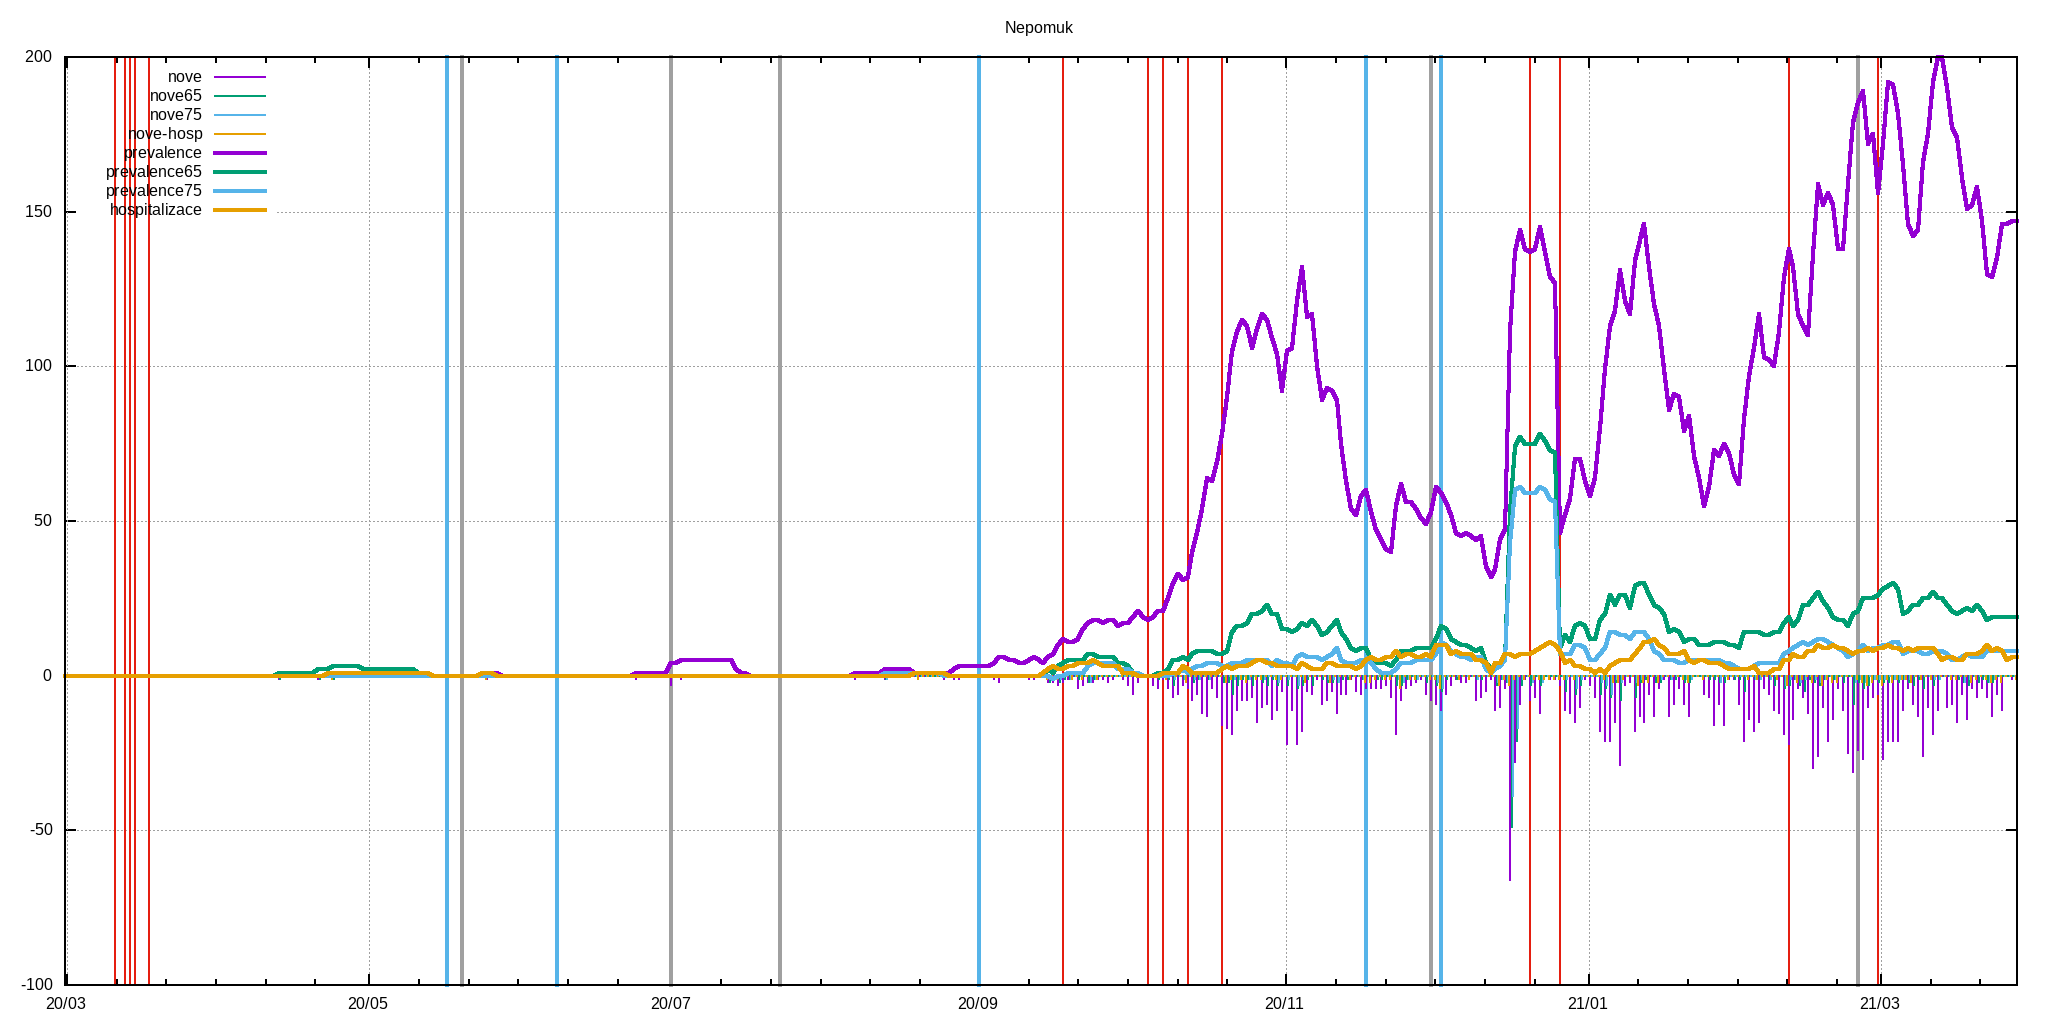 Nepomuk
200
150
100
50
0
-50
-100
nove
nove65
nove75
nove-hosp
prevalence
prevalence65
prevalence75
hospitalizace
20/03 20/05 20/07 20/09 20/11 21/01 21/03